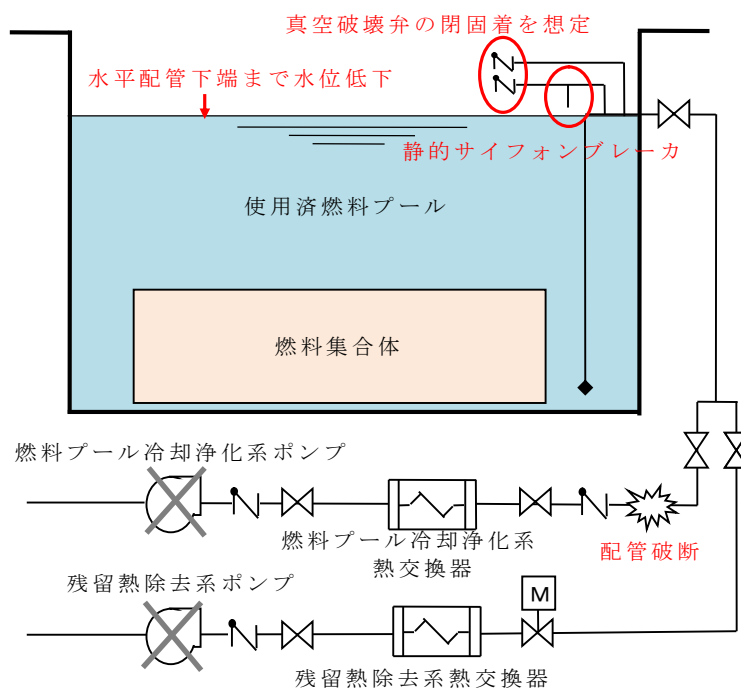 真空破壊弁の閉固着を想定
水平配管下端まで水位低下
静的サイフォンブレーカ
使用済燃料プール
燃料集合体
燃料プール冷却浄化系ポンプ
燃料プール冷却浄化系
熱交換器
配管破断
残留熱除去系ポンプ
M
残留熱除去系熱交換器